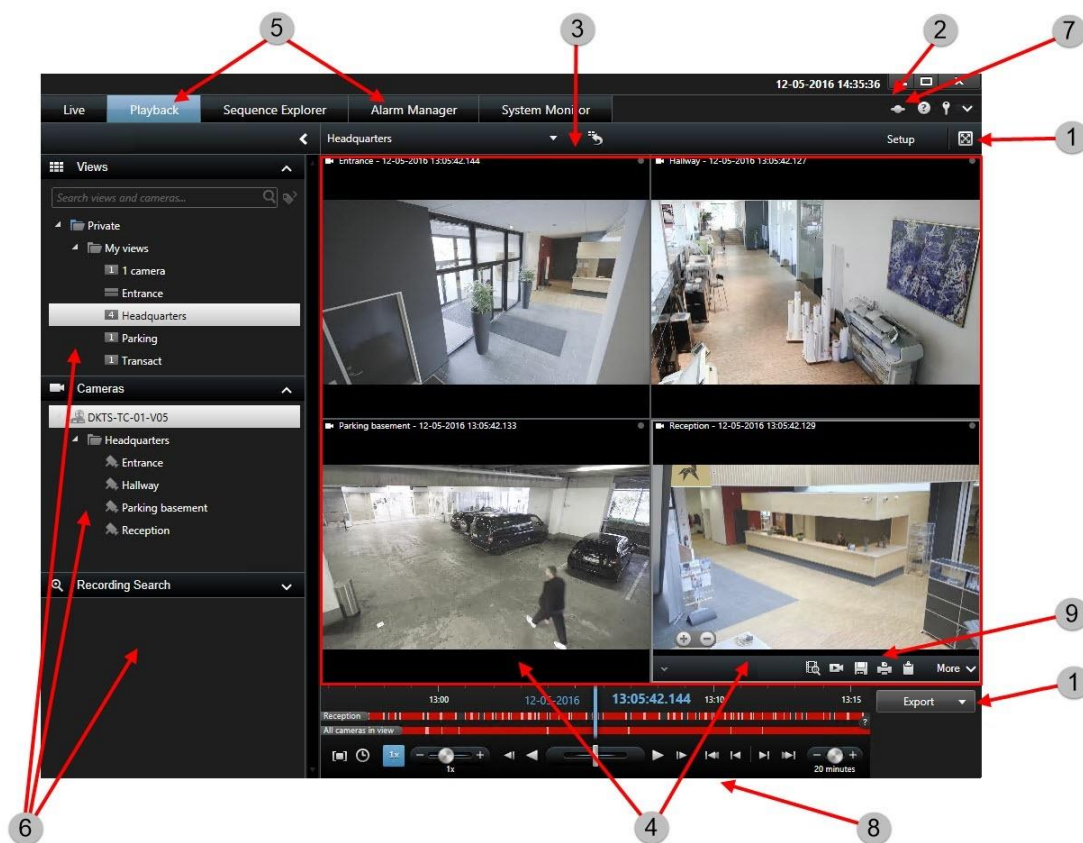 5
3
2
7
12-05-2016 14:35:36
Live Playback Sequence Explorer Alarm Manager System Monitor
Headquarters Setup
1
Views
Search views and cameras...
Private
My views
1 1 camera
Entrance
4 Headquarters
1 Parking
1 Transact
Cameras
DKTS-TC-01-V05
Headquarters
Entrance
Hallway
Parking basement
Reception
Recording Search
Entrance - 12-05-2016 13:05:42.144
Hallway - 12-05-2016 13:05:42.127
Parking basement - 12-05-2016 13:05:42.133
Reception - 12-05-2016 13:05:42.129
More
9
13:00 12-05-2016 13:05:42.144 13:10 13:15
Export
1
Reception
All cameras in view
?
1x
1x
20 minutes
6
4
8